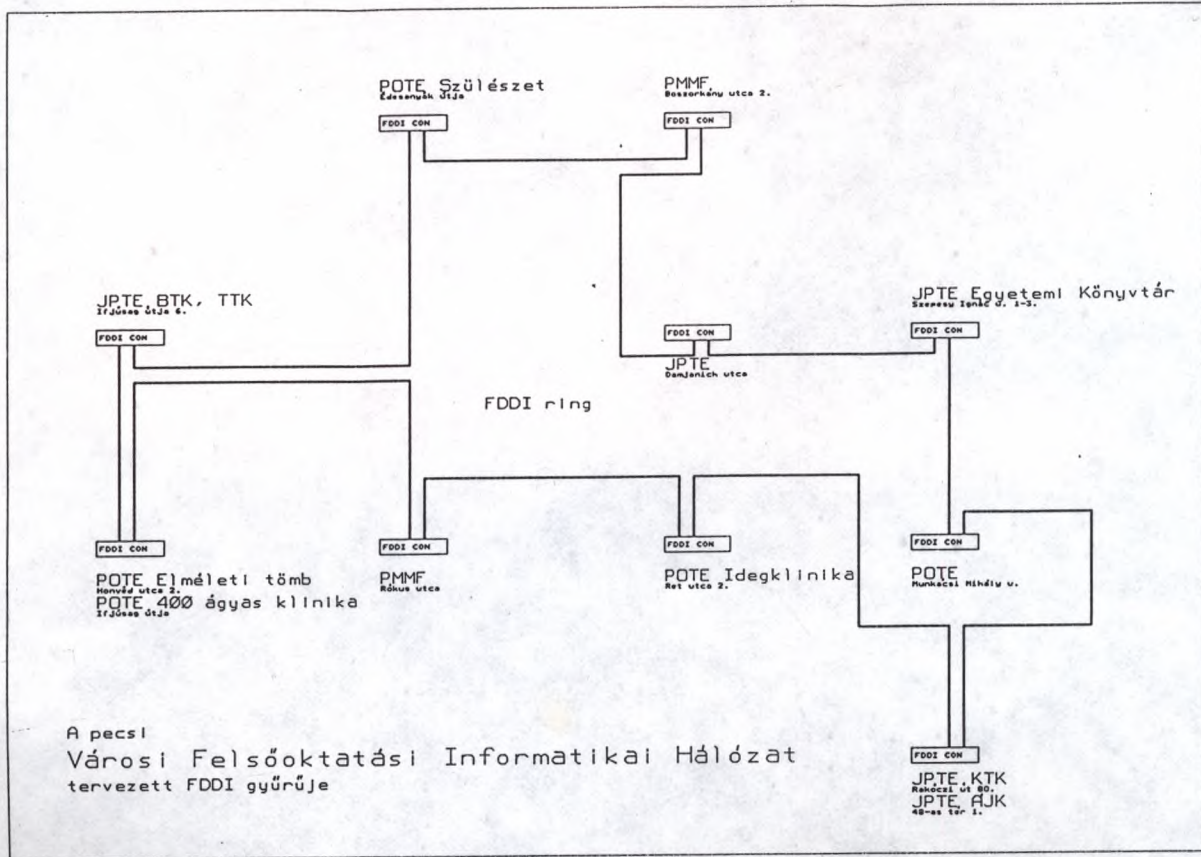 POTE Szülészet
Édesanyák útja
FDDI CON
PMMF
Boszorkány utca 2.
FDDI CON
JPTE BTK, TTK
Ifjúság útja 6.
FDDI CON
FDDI CON
JPTE
Damjanich utca
JPTE Egyetemi Könyvtár
Szepesy Ignác u. 1-3.
FDDI CON
FDDI ring
FDDI CON
POTE Elméleti tömb
Honvéd utca 2.
POTE 400 ágyas klinika
Ifjúság útja
FDDI CON
PMMF
Rókus utca
FDDI CON
POTE Idegklinika
Ret utca 2.
FDDI CON
POTE
Munkácsi Mihály u.
FDDI CON
JPTE KTK
Rakóczi út 80.
JPTE AJK
48-as tér 1.
A pecsi
Városi Felsőoktatási Informatikai Hálózat
tervezett FDDI gyűrűje